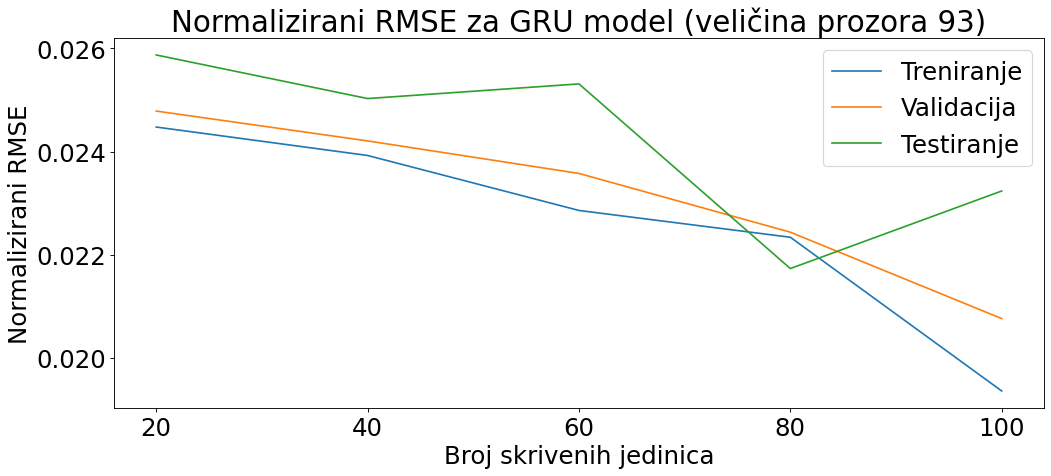 Normalizirani RMSE za GRU model (veličina prozora 93)
Normalizirani RMSE
0.026
0.024
0.022
0.020
Treniranje
Validacija
Testiranje
20 40 60 80 100
Broj skrivenih jedinica